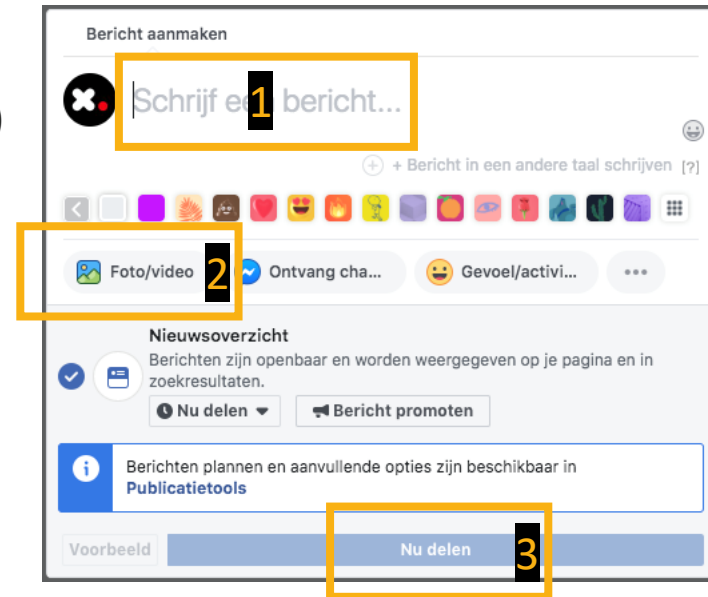 Bericht aanmaken
Schrijf ee bericht...
1
+ Bericht in een andere taal schrijven [?]
Foto/video
2
Ontvang cha...
Gevoel/activi...
Nieuwsoverzicht
Berichten zijn openbaar en worden weergegeven op je pagina en in
zoekresultaten.
Nu delen
Bericht promoten
Berichten plannen en aanvullende opties zijn beschikbaar in
Publicatietools
Voorbeeld
Nu delen
3